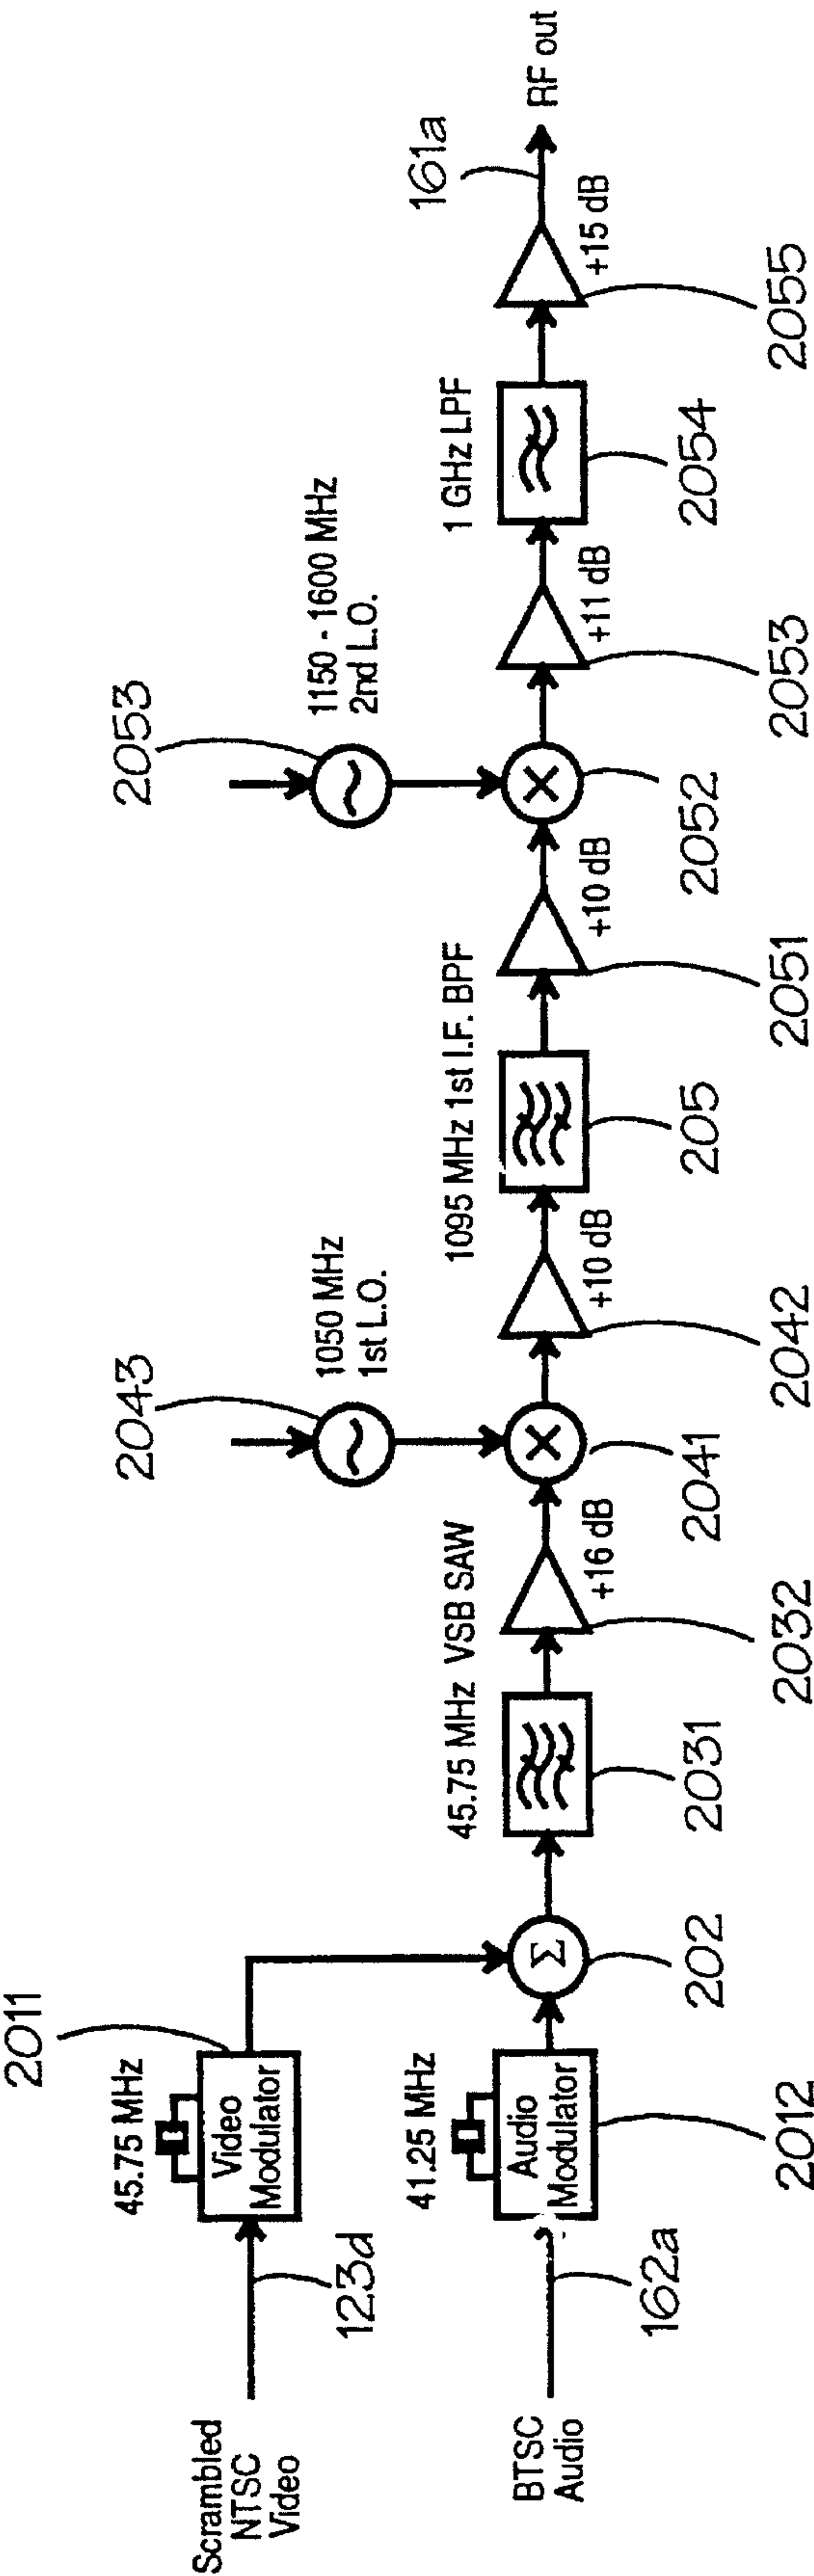 Scrambled
NTSC
Video
123d
45.75 MHz
2011
Video
Modulator
BTSC
Audio
162a
41.25 MHz
Audio
Modulator
2012
Σ
202
45.75 MHz VSB SAW
2031
+16 dB
2032
2043
1050 MHz
1st L.O.
×
2041
+10 dB
2042
1095 MHz 1st I.F. BPF
205
+10 dB
2051
2053
1150 - 1600 MHz
2nd L.O.
×
2052
+11 dB
2053
1 GHz LPF
2054
+15 dB
2055
161a
RF out